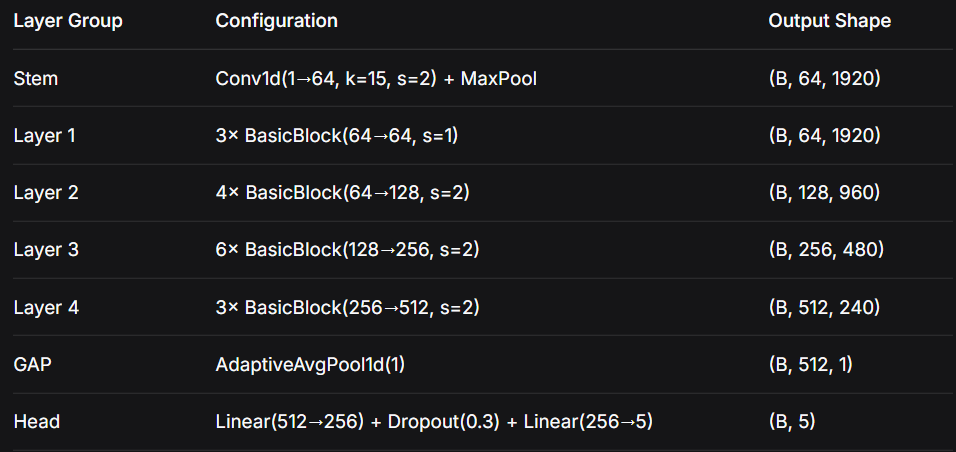 Layer Group Configuration Output Shape
Stem Conv1d(1→64, k=15, s=2) + MaxPool (B, 64, 1920)
Layer 1 3× BasicBlock(64→64, s=1) (B, 64, 1920)
Layer 2 4× BasicBlock(64→128, s=2) (B, 128, 960)
Layer 3 6× BasicBlock(128→256, s=2) (B, 256, 480)
Layer 4 3× BasicBlock(256→512, s=2) (B, 512, 240)
GAP AdaptiveAvgPool1d(1) (B, 512, 1)
Head Linear(512→256) + Dropout(0.3) + Linear(256→5) (B, 5)